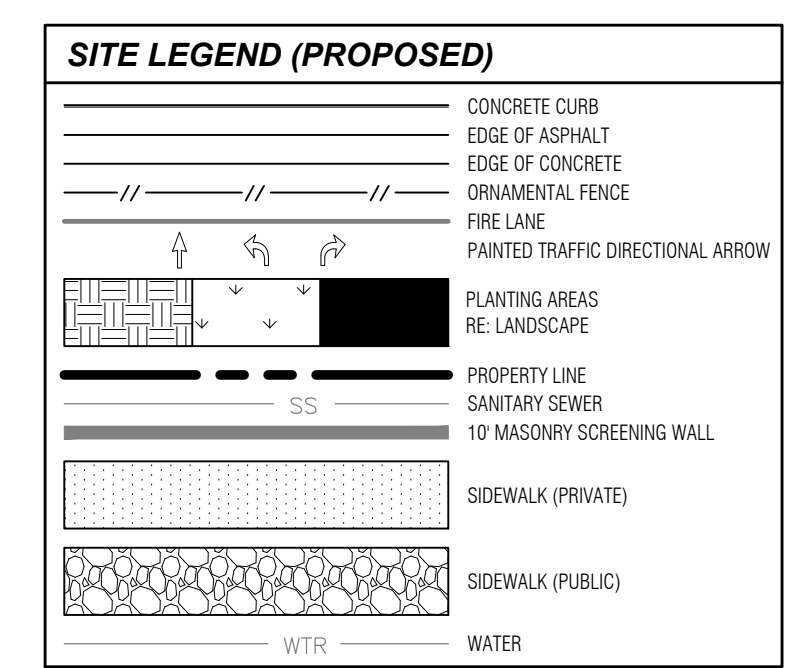 SITE LEGEND (PROPOSED)
CONCRETE CURB
EDGE OF ASPHALT
EDGE OF CONCRETE
ORNAMENTAL FENCE
FIRE LANE
PAINTED TRAFFIC DIRECTIONAL ARROW
PLANTING AREAS
RE: LANDSCAPE
PROPERTY LINE
SS SANITARY SEWER
10' MASONRY SCREENING WALL
SIDEWALK (PRIVATE)
SIDEWALK (PUBLIC)
WTR WATER